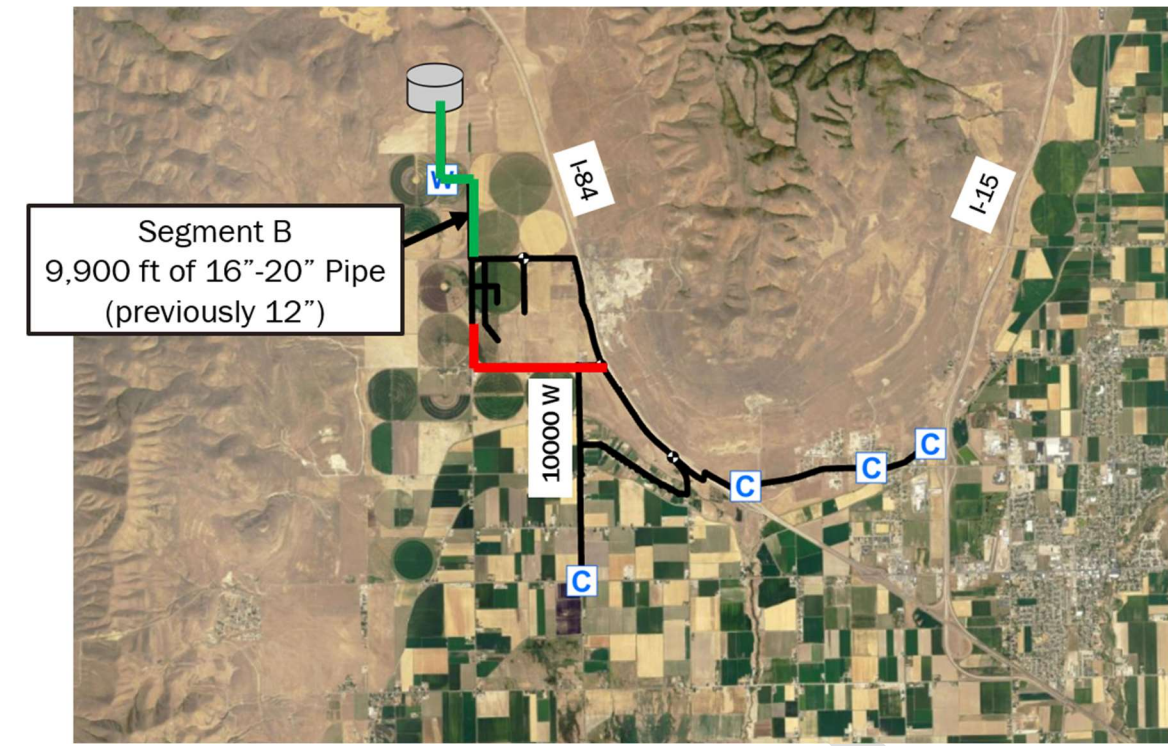 W
I-84
I-15
Segment B
9,900 ft of 16”-20” Pipe
(previously 12”)
10000 W
C
C
C
C